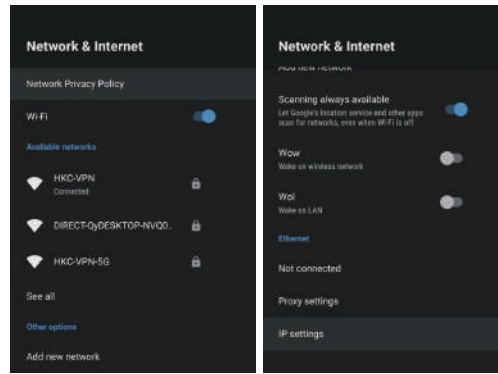 Network & Internet
Network Privacy Policy
Wi-Fi
Available networks
HKC-VPN
Connected
DIRECT-QyDESKTOP-NVQ0..
HKC-VPN-5G
See all
Other options
Add new network
Network & Internet
Add new network
Scanning always available
Let Google's location service and other apps
scan for networks, even when Wi-Fi is off
Wow
Wake on wireless network
Wol
Wake on LAN
Ethernet
Not connected
Proxy settings
IP settings